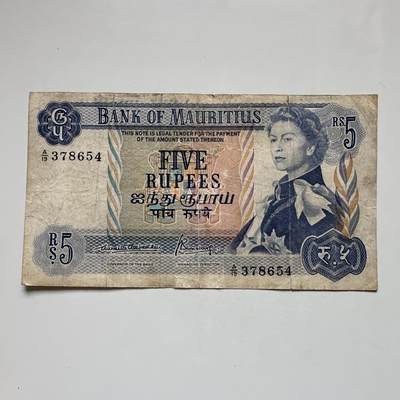 BANK OF MAURITIUS
THIS NOTE IS LEGAL TENDER FOR THE PAYMENT
OF THE AMOUNT STATED THEREON.
RS 5
A/19 378654
FIVE
RUPEES
ஐந்து ரூபாய்
पांच रूपये
RS. 5
A/19 378654